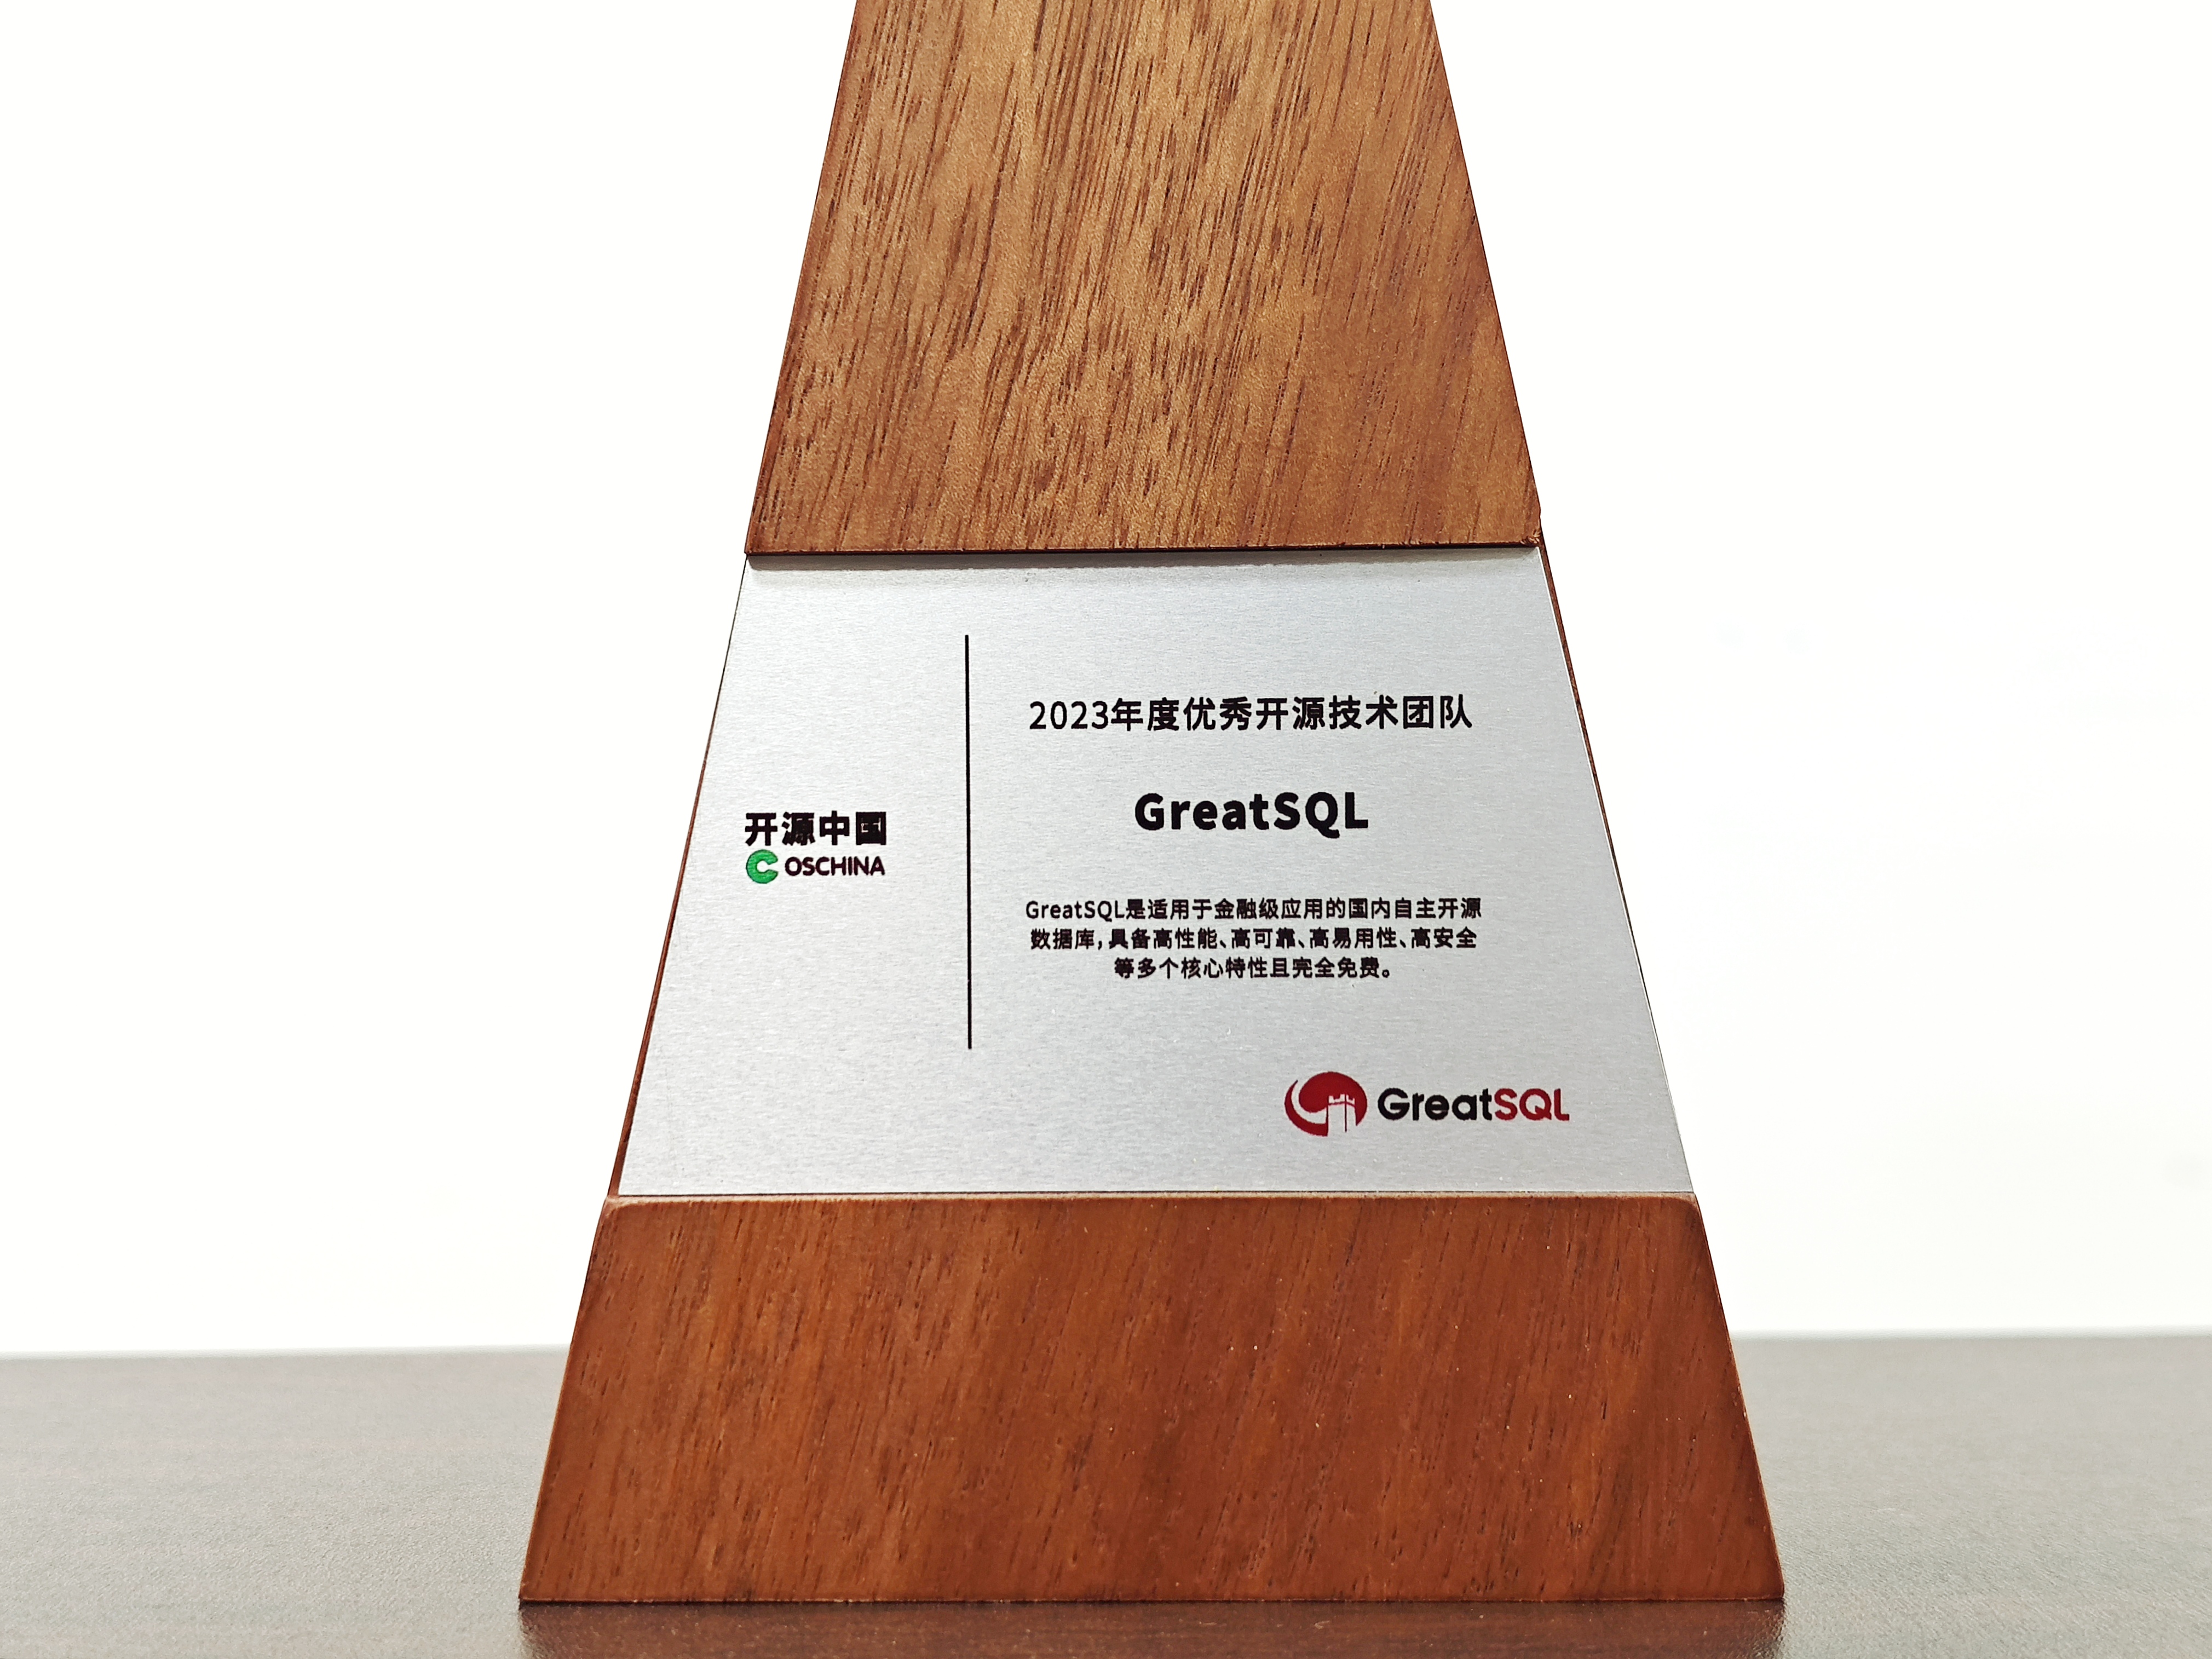 开源中国
OSCHINA
2023年度优秀开源技术团队
GreatSQL
GreatSQL是适用于金融级应用的国内自主开源
数据库,具备高性能、高可靠、高易用性、高安全
等多个核心特性且完全免费。
GreatSQL